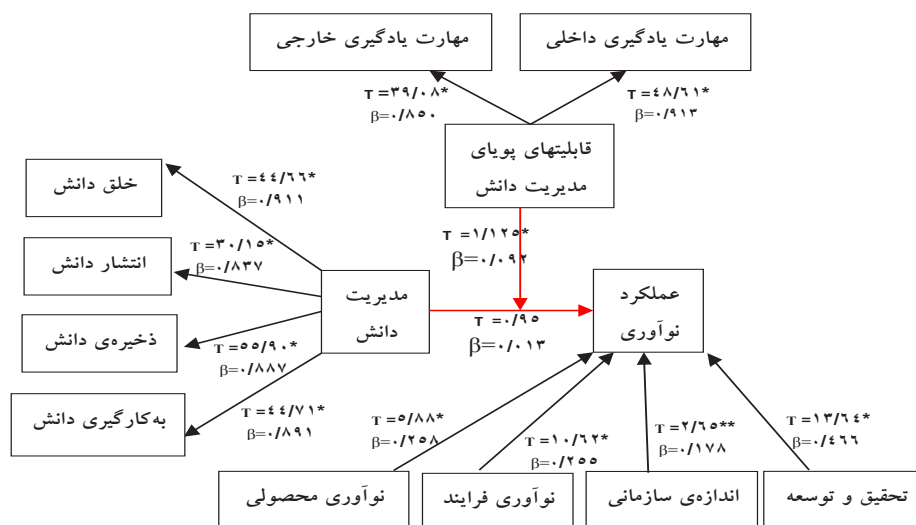 مهارت یادگیری داخلی
مهارت یادگیری خارجی
T =۴۸/۶۱*
β=۰/۹۱۳
T =۳۹/۰۸*
β=۰/۸۵۰
قابلیتهای پویای
مدیریت دانش
T =۱/۱۲۵*
β=۰/۰۹۲
خلق دانش
T =۴۴/۶۶*
β=۰/۹۱۱
انتشار دانش
T =۳۰/۱۵*
β=۰/۸۳۷
ذخیره‌ی دانش
T =۵۵/۹۰*
β=۰/۸۸۷
به‌کارگیری دانش
T =۴۴/۷۱*
β=۰/۸۹۱
مدیریت
دانش
T =۰/۹۵
β=۰/۰۱۳
عملکرد
نوآوری
T =۱۳/۶۴*
β=۰/۴۶۶
T =۲/۶۵**
β=۰/۱۷۸
T =۱۰/۶۲*
β=۰/۲۵۵
T =۵/۸۸*
β=۰/۲۵۸
تحقیق و توسعه
اندازه‌ی سازمانی
نوآوری فرایند
نوآوری محصولی